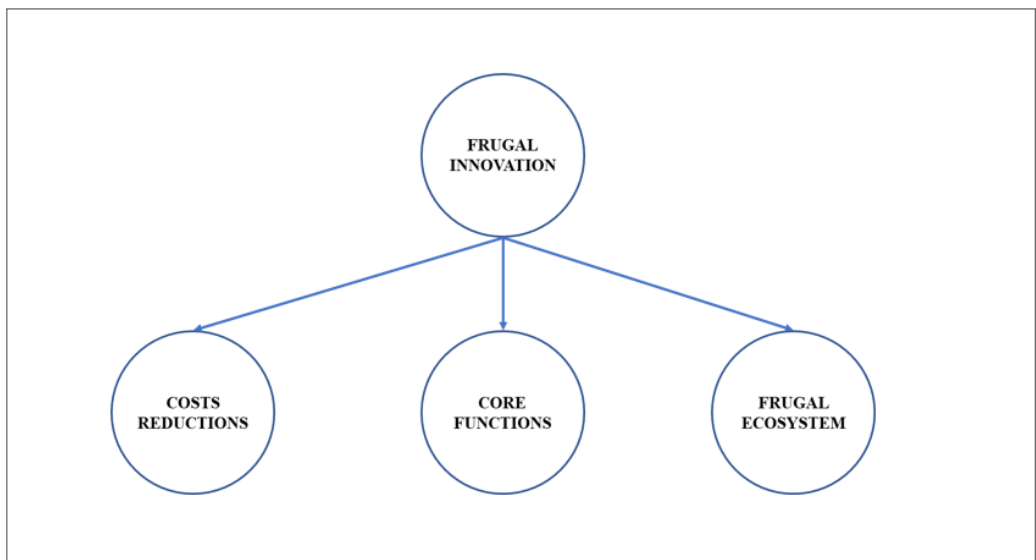 FRUGAL
INNOVATION
COSTS
REDUCTIONS
CORE
FUNCTIONS
FRUGAL
ECOSYSTEM